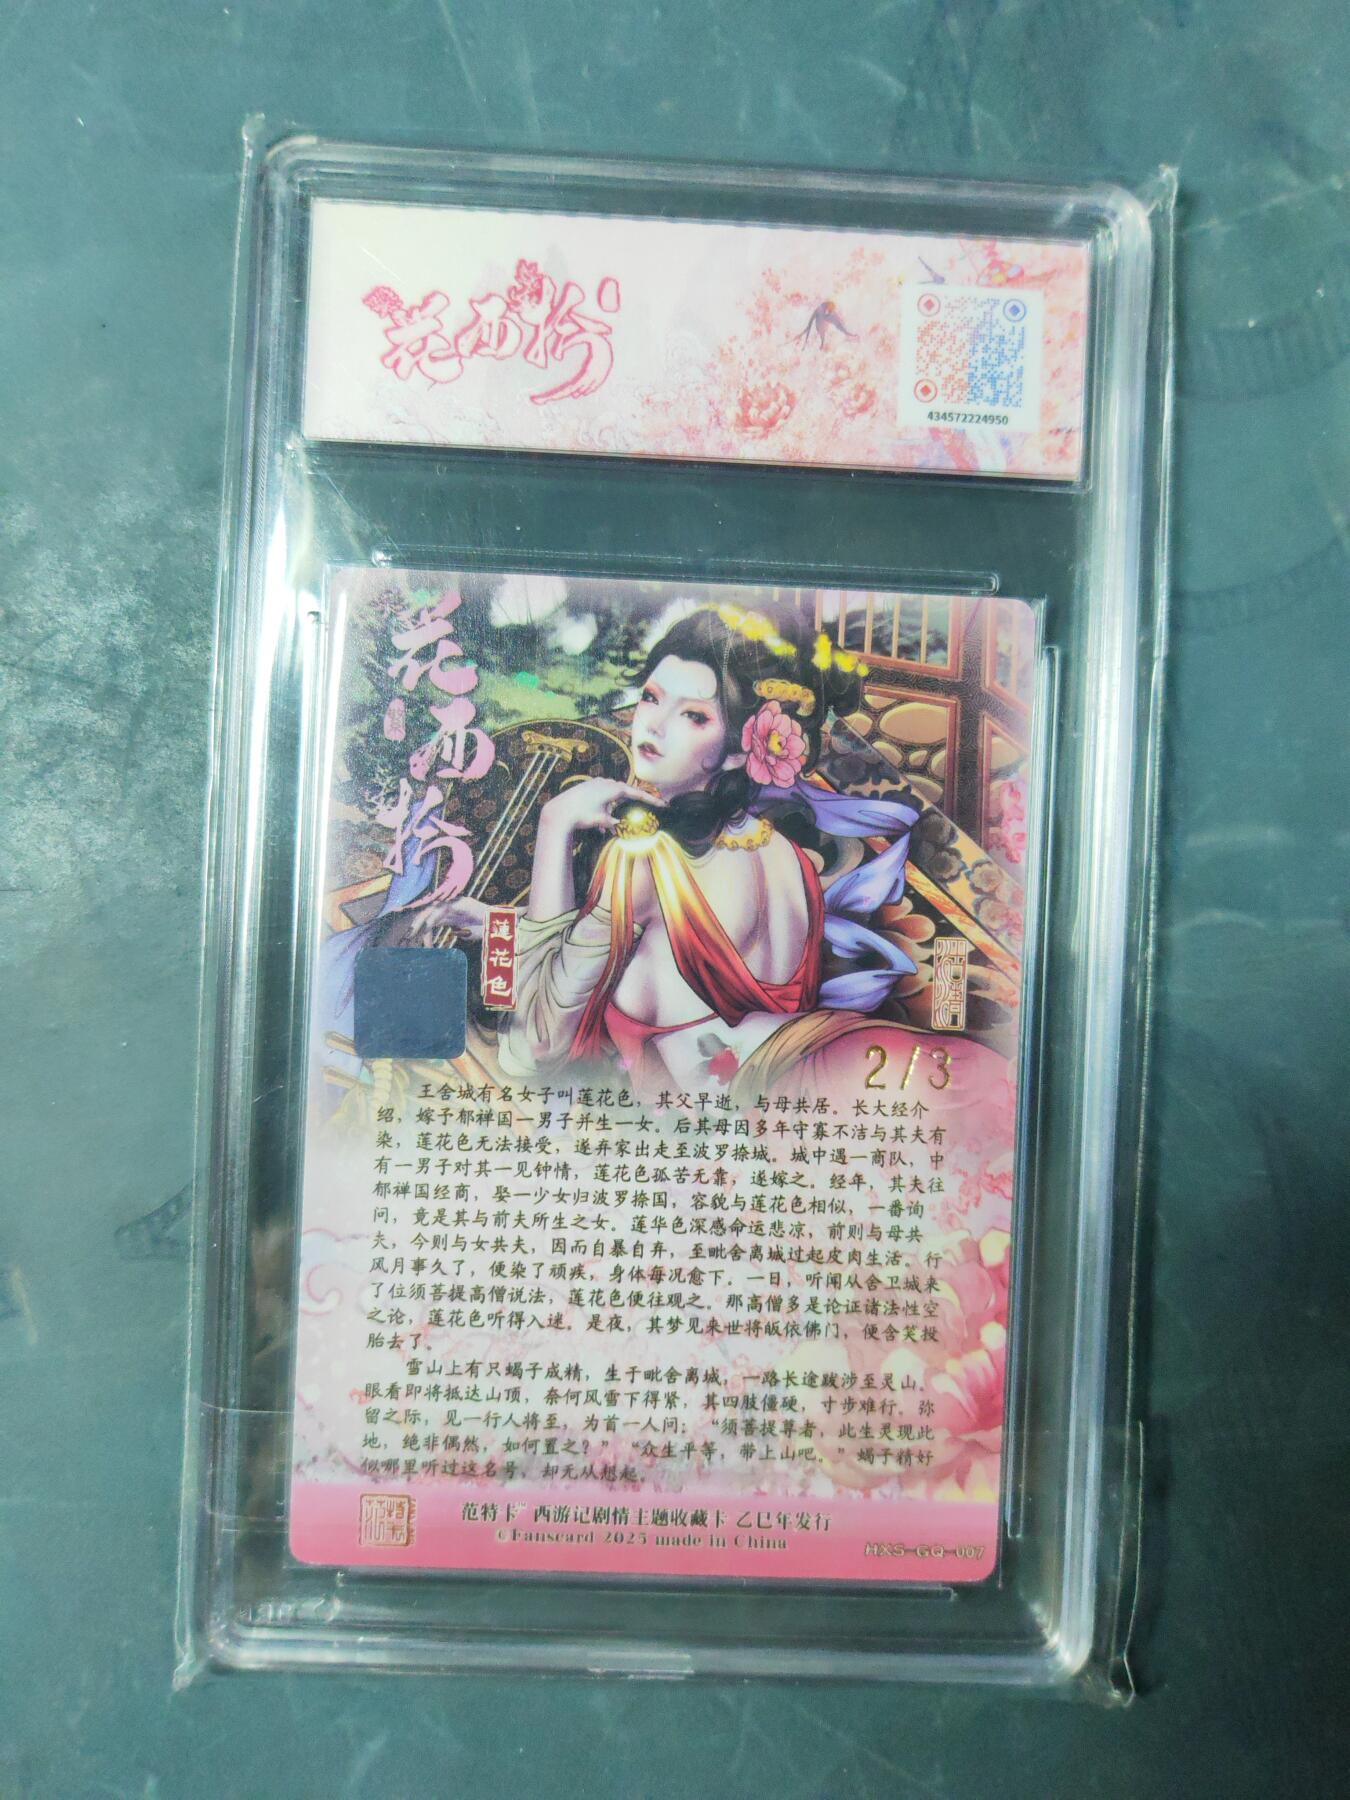 花西拾
434572224950
花
西
拾
蓮花色
2/3
王舍城有名女子叫莲花色，其父早逝，与母共居。长大经介
绍，嫁予郁禅国一男子并生一女。后其母因多年守寡不洁与其夫有
染，莲花色无法接受，遂弃家出走至波罗捺城。城中遇一商队，中
有一男子对其一见钟情，莲花色孤苦无靠，遂嫁之。经年，其夫往
郁禅国经商，娶一少女归波罗捺国，容貌与莲花色相似，一番询
问，竟是其与前夫所生之女。莲华色深感命运悲凉，前则与母共
夫，今则与女共夫，因而自暴自弃，至毗舍离城过起皮肉生活。行
风月事久了，便染了顽疾，身体每况愈下。一日，听闻从舍卫城来
了位须菩提高僧说法，莲花色便往观之。那高僧多是论证诸法性空
之论，莲花色听得入迷。是夜，其梦见来世将皈依佛门，便含笑投
胎去了。
雪山上有只蝎子成精，生于毗舍离城，一路长途跋涉至灵山。
眼看即将抵达山顶，奈何风雪下得紧，其四肢僵硬，寸步难行。弥
留之际，见一行人将至，为首一人问：“须菩提尊者，此生灵现此
地，绝非偶然，如何置之？”“众生平等，带上山吧。”蝎子精好
似哪里听过这名号，却无从想起。
范特卡™ 西游记剧情主题收藏卡 乙巳年发行
©Fanscard 2025 made in China
HXS-GQ-007